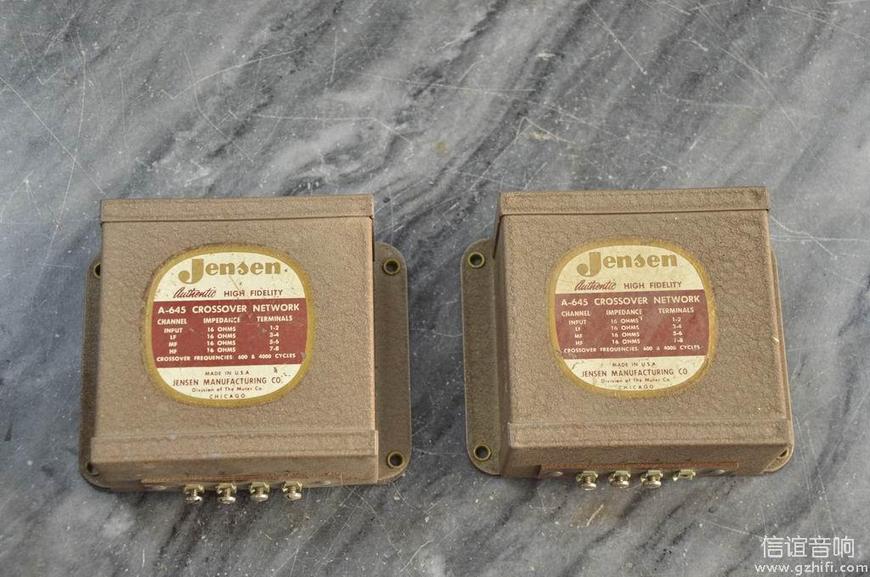 Jensen
Authentic HIGH FIDELITY
A-645 CROSSOVER NETWORK
CHANNEL IMPEDANCE TERMINALS
INPUT 16 OHMS 1-2
LF 16 OHMS 3-4
MF 16 OHMS 5-6
HF 16 OHMS 7-8
CROSSOVER FREQUENCIES: 600 & 4000 CYCLES
MADE IN U.S.A
JENSEN MANUFACTURING CO.
Division of The Muter Co.
CHICAGO
Jensen
Authentic HIGH FIDELITY
A-645 CROSSOVER NETWORK
CHANNEL IMPEDANCE TERMINALS
INPUT 16 OHMS 1-2
LF 16 OHMS 3-4
MF 16 OHMS 5-6
HF 16 OHMS 7-8
CROSSOVER FREQUENCIES: 600 & 4000 CYCLES
MADE IN U.S.A
JENSEN MANUFACTURING CO.
Division of The Muter Co.
CHICAGO
信谊音响
www.gzhifi.com